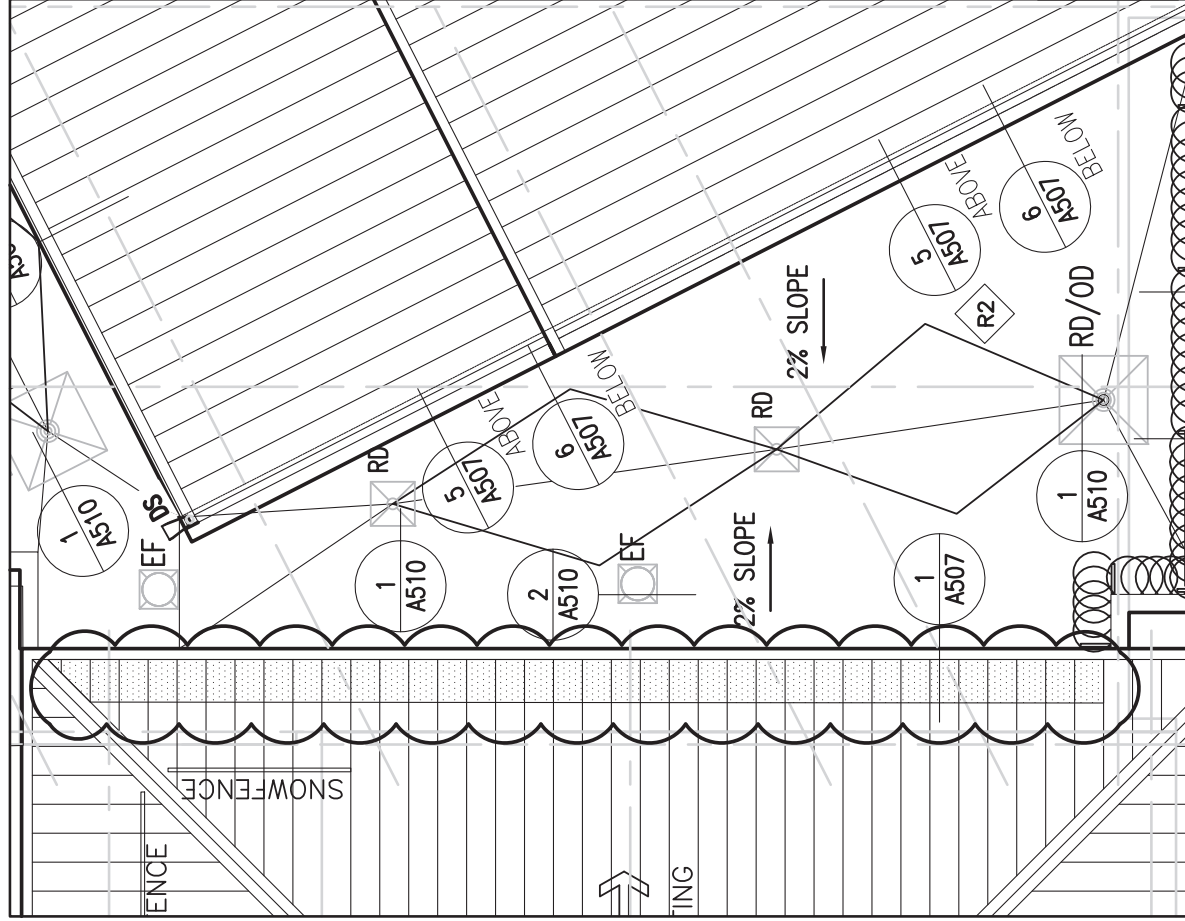 BELOW
ABOVE
6
A507
5
A507
2% SLOPE
R2
RD/OD
BELOW
ABOVE
RD
RD
6
A507
5
A507
1
A510
DS
EF
1
A510
1
A510
2
A510
EF
2% SLOPE
1
A507
SNOWFENCE
ENCE
TING